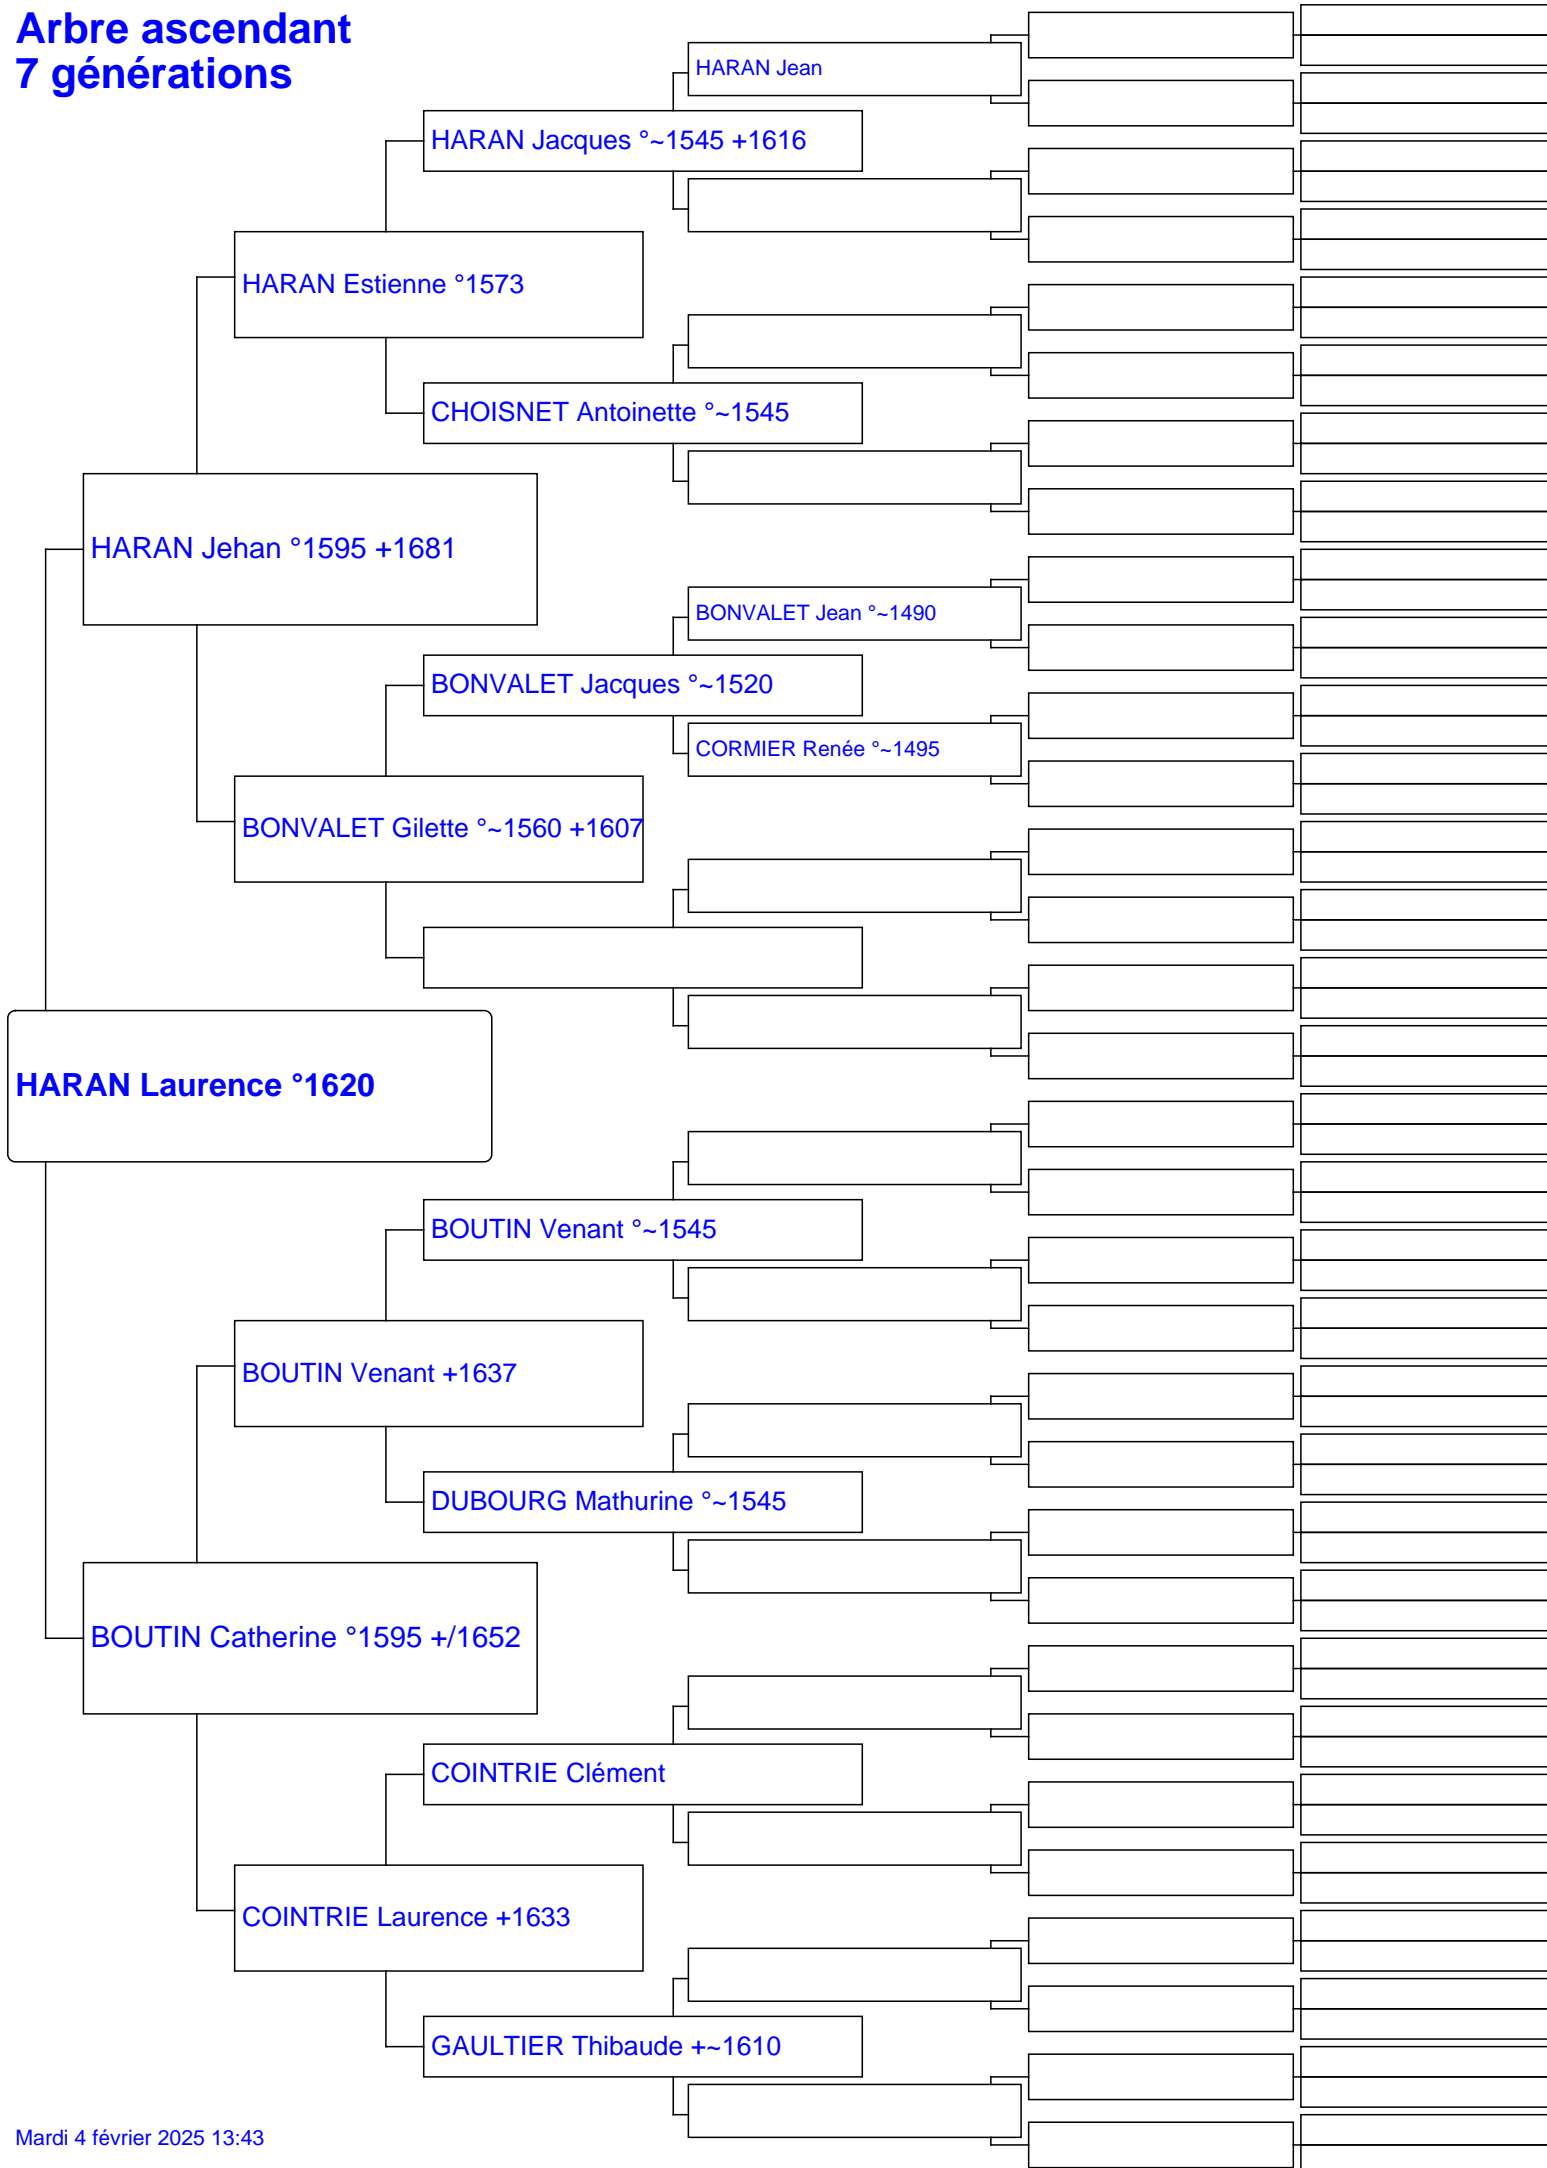 Arbre ascendant
7 générations
HARAN Jean
HARAN Jacques °~1545 +1616
HARAN Estienne °1573
CHOISNET Antoinette °~1545
HARAN Jehan °1595 +1681
BONVALET Jean °~1490
BONVALET Jacques °~1520
CORMIER Renée °~1495
BONVALET Gilette °~1560 +1607
HARAN Laurence °1620
BOUTIN Venant °~1545
BOUTIN Venant +1637
DUBOURG Mathurine °~1545
BOUTIN Catherine °1595 +/1652
COINTRIE Clément
COINTRIE Laurence +1633
GAULTIER Thibaude +~1610
Mardi 4 février 2025 13:43